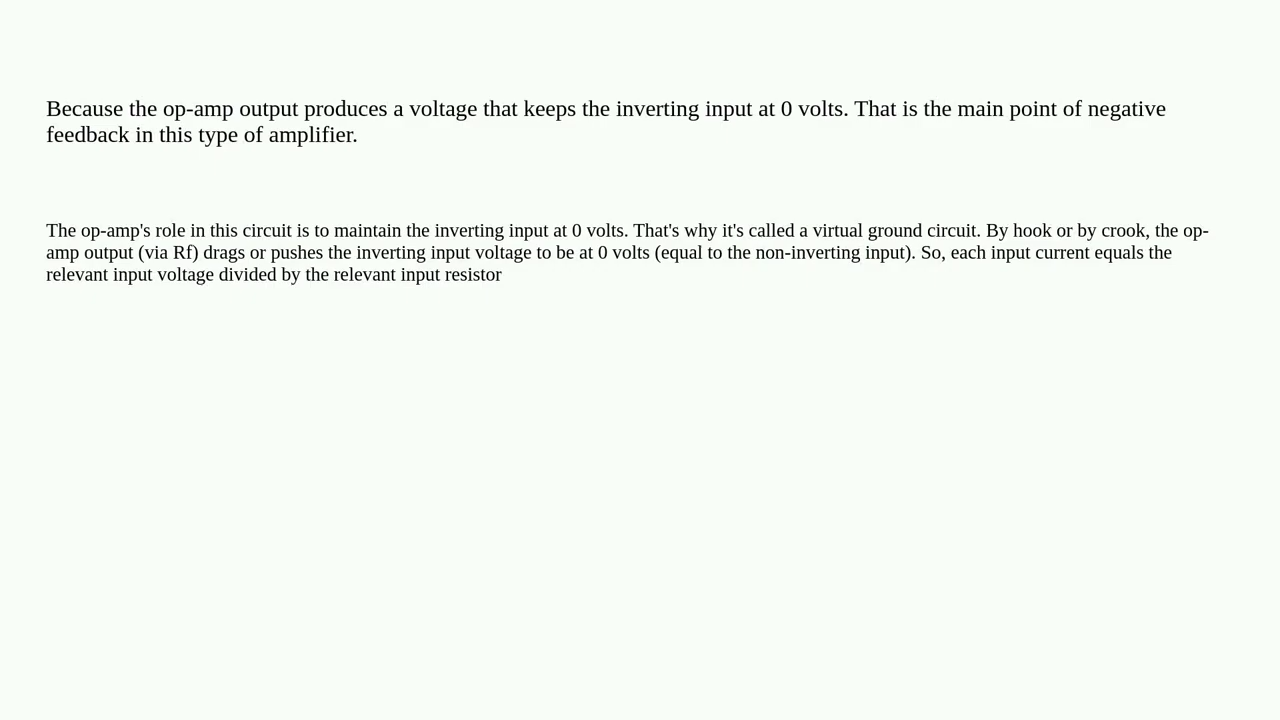 Because the op-amp output produces a voltage that keeps the inverting input at 0 volts. That is the main point of negative
feedback in this type of amplifier.
The op-amp's role in this circuit is to maintain the inverting input at 0 volts. That's why it's called a virtual ground circuit. By hook or by crook, the op-
amp output (via Rf) drags or pushes the inverting input voltage to be at 0 volts (equal to the non-inverting input). So, each input current equals the
relevant input voltage divided by the relevant input resistor